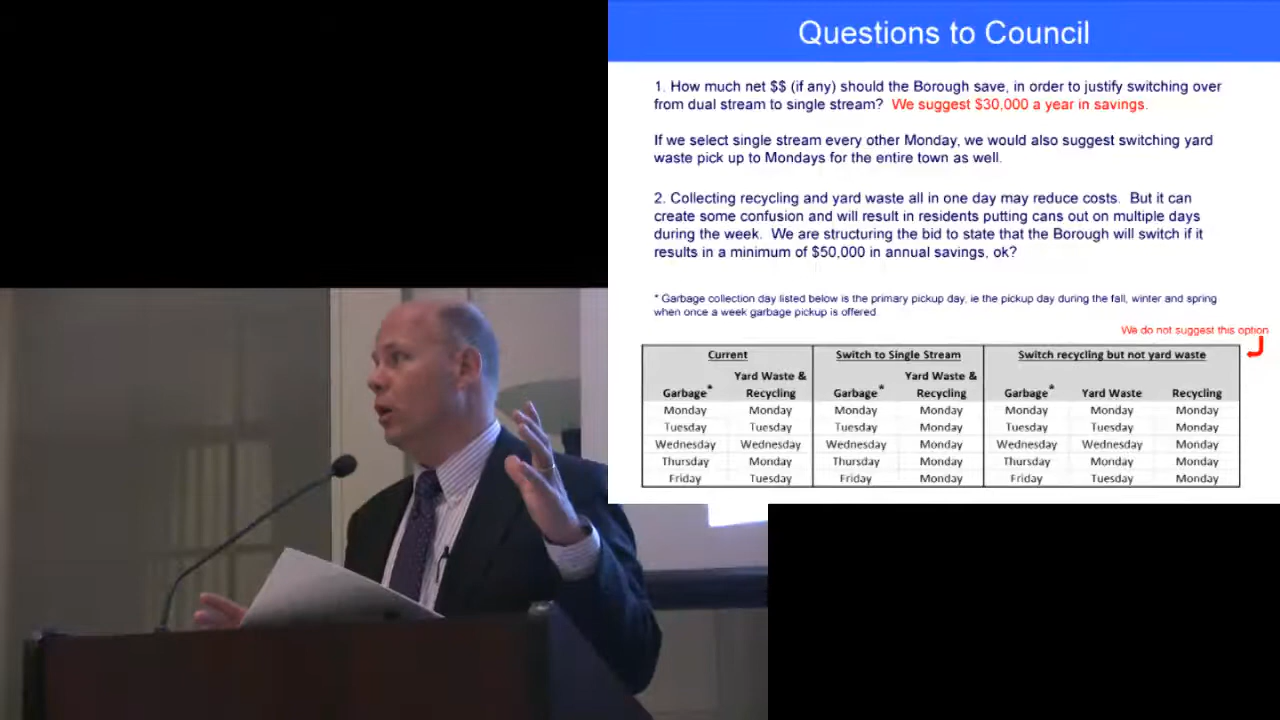 Questions to Council
1. How much net $$ (if any) should the Borough save, in order to justify switching over
from dual stream to single stream? We suggest $30,000 a year in savings.
If we select single stream every other Monday, we would also suggest switching yard
waste pick up to Mondays for the entire town as well.
2. Collecting recycling and yard waste all in one day may reduce costs. But it can
create some confusion and will result in residents putting cans out on multiple days
during the week. We are structuring the bid to state that the Borough will switch if it
results in a minimum of $50,000 in annual savings, ok?
* Garbage collection day listed below is the primary pickup day, ie the pickup day during the fall, winter and spring
when once a week garbage pickup is offered
We do not suggest this option
Current Switch to Single Stream Switch recycling but not yard waste
Yard Waste & Yard Waste &
Garbage* Recycling Garbage* Recycling Garbage* Yard Waste Recycling
Monday Monday Monday Monday Monday Monday Monday
Tuesday Tuesday Tuesday Monday Tuesday Tuesday Monday
Wednesday Wednesday Wednesday Monday Wednesday Wednesday Monday
Thursday Monday Thursday Monday Thursday Monday Monday
Friday Tuesday Friday Monday Friday Tuesday Monday